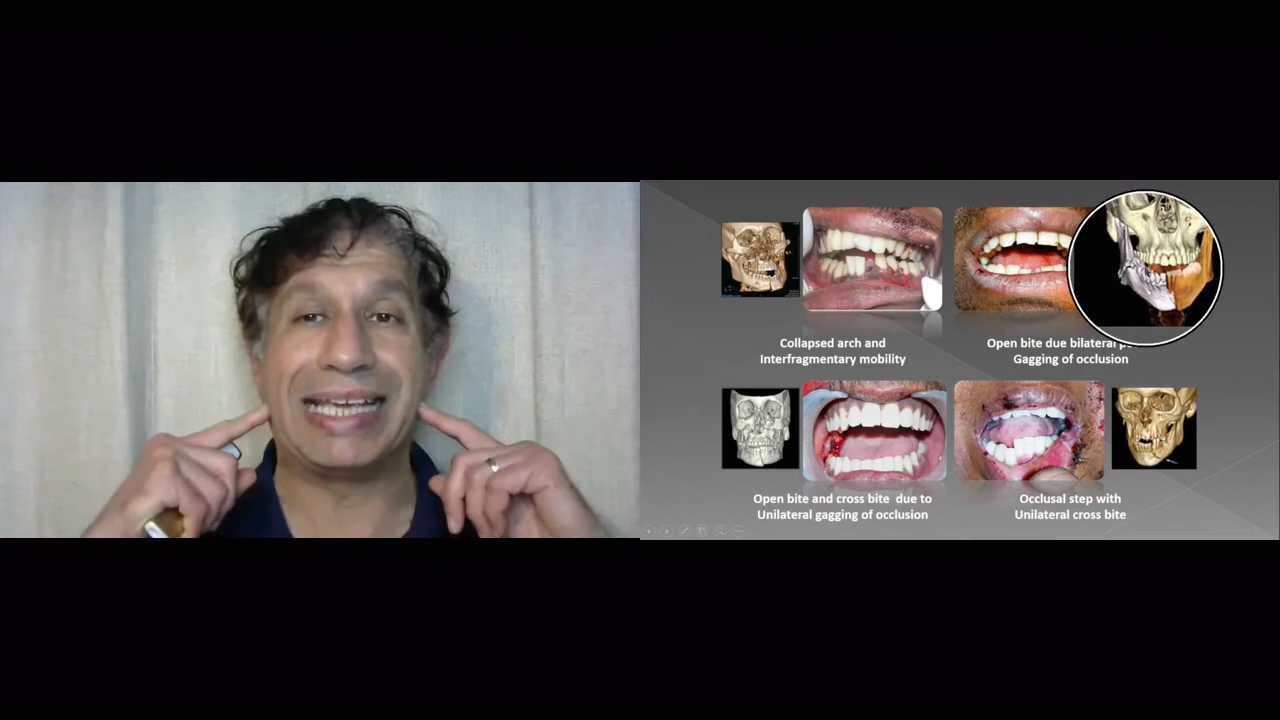 Collapsed arch and
Interfragmentary mobility
Open bite due bilateral
Gagging of occlusion
Open bite and cross bite due to
Unilateral gagging of occlusion
Occlusal step with
Unilateral cross bite